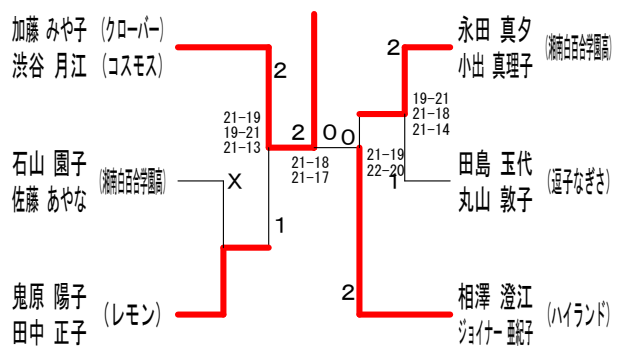 加藤 みや子 (クローバー)
渋谷 月江 (コスモス)
2
21-19
19-21
21-13
石山 園子
佐藤 あやな
(湘南白百合学園高)
X
1
鬼原 陽子
田中 正子
(レモン)
2
0
21-18
21-17
永田 真夕
小出 真理子
(湘南白百合学園高)
2
19-21
21-18
21-14
0
21-19
22-20
1
田島 玉代
丸山 敦子
(逗子なぎさ)
2
相澤 澄江
ジョイナー 亜紀子
(ハイランド)